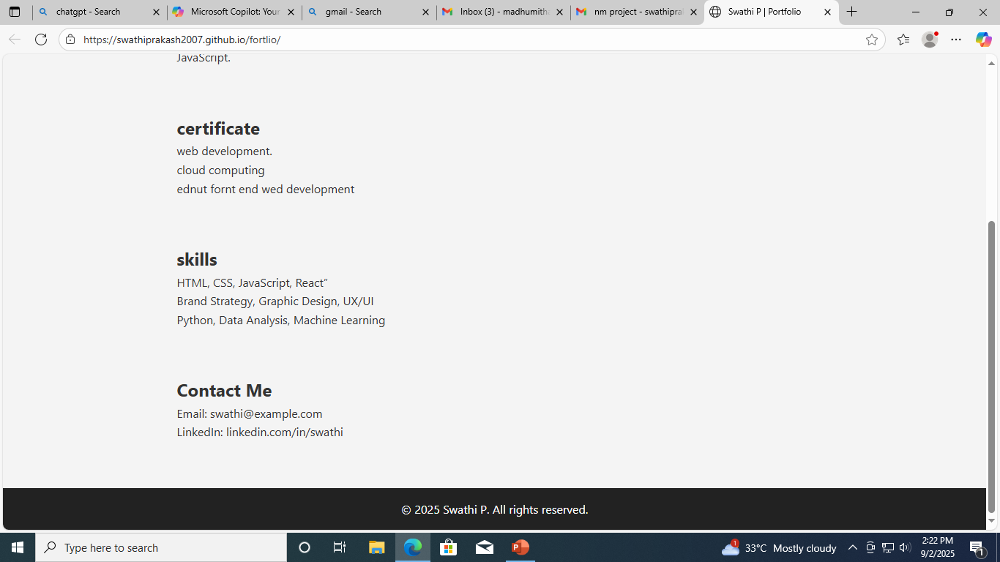 chatgpt - Search
Microsoft Copilot: Your
gmail - Search
Inbox (3) - madhumith
nm project - swathipra
Swathi P | Portfolio
https://swathiprakash2007.github.io/fortlio/
JavaScript.
certificate
web development.
cloud computing
ednut fornt end wed development
skills
HTML, CSS, JavaScript, React“
Brand Strategy, Graphic Design, UX/UI
Python, Data Analysis, Machine Learning
Contact Me
Email: swathi@example.com
LinkedIn: linkedin.com/in/swathi
© 2025 Swathi P. All rights reserved.
Type here to search
1
33°C Mostly cloudy
2:22 PM
9/2/2025
1